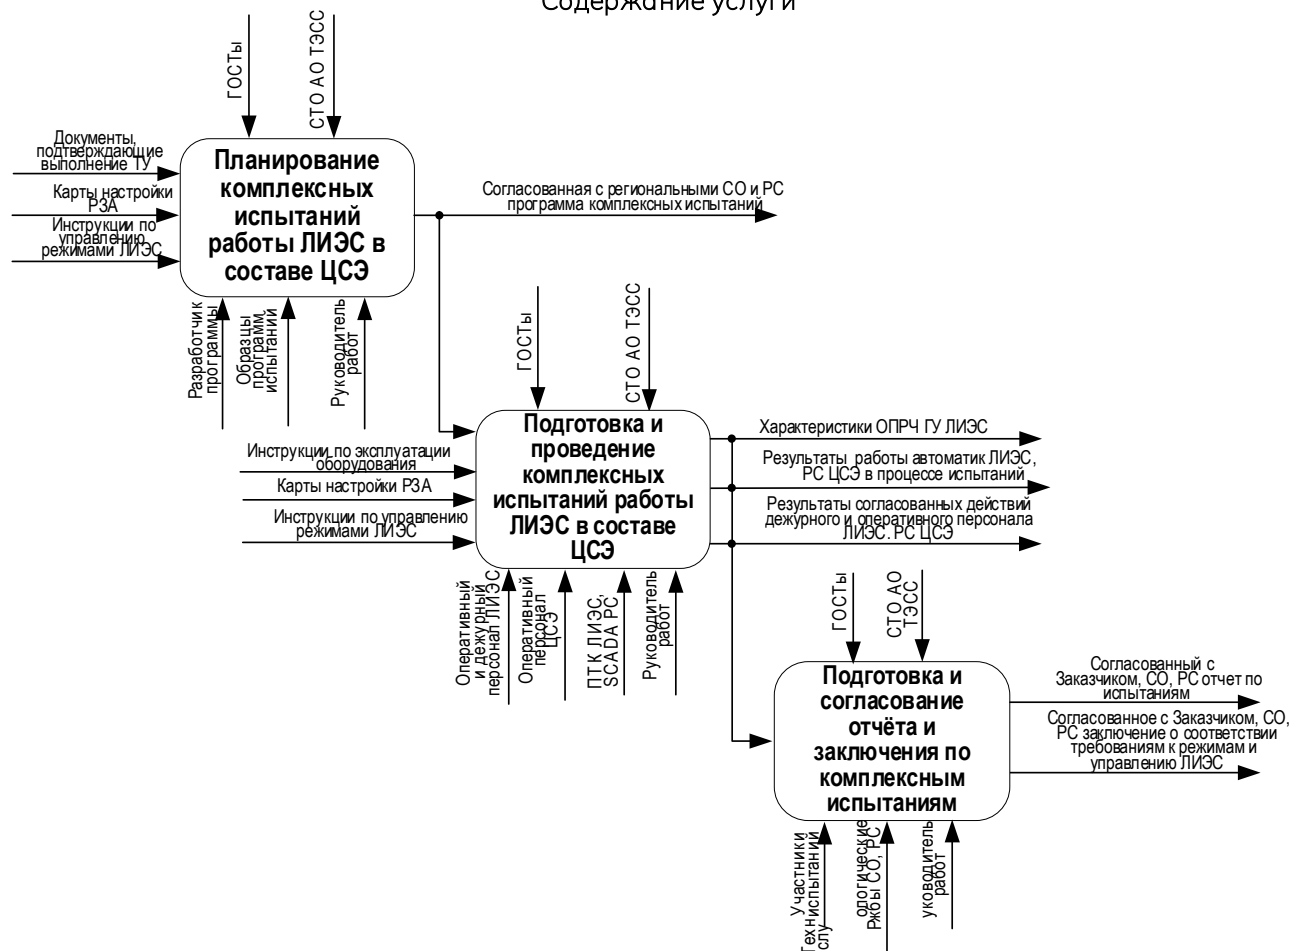 Содержание услуги
ГОСТы
СТО АО ТЭСС
Документы,
подтверждающие
выполнение ТУ
Карты настройки
РЗА
Инструкции по
управлению
режимами ЛИЭС
Планирование
комплексных
испытаний
работы ЛИЭС в
составе ЦСЭ
Согласованная с региональными СО и РС
программа комплексных испытаний
Разработчик
программы
Образцы
программ,
испытаний
Руководитель
работ
ГОСТы
СТО АО ТЭСС
Инструкции по эксплуатации
оборудования
Карты настройки РЗА
Инструкции по управлению
режимами ЛИЭС
Подготовка и
проведение
комплексных
испытаний работы
ЛИЭС в составе
ЦСЭ
Характеристики ОПРЧ ГУ ЛИЭС
Результаты работы автоматик ЛИЭС,
РС ЦСЭ в процессе испытаний
Результаты согласованных действий
дежурного и оперативного персонала
ЛИЭС. РС ЦСЭ
Оперативный
и дежурный
персонал ЛИЭС
Оперативный
персонал
ЦСЭ
ПТК ЛИЭС,
SCADA РС
Руководитель
работ
ГОСТы
СТО АО
ТЭСС
Подготовка и
согласование
отчёта и
заключения по
комплексным
испытаниям
Согласованный с
Заказчиком, СО, РС отчет по
испытаниям
Согласованное с Заказчиком, СО,
РС заключение о соответствии
требованиям к режимам и
управлению ЛИЭС
Участники
Техниспытаний
слу
ологические
Ржбы СО, РС
уководитель
работ